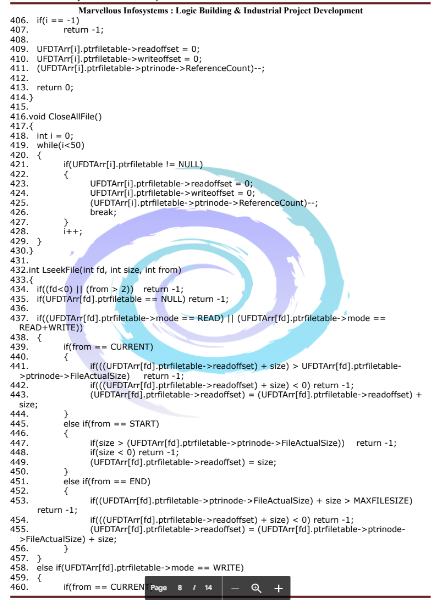 Marvellous Infosystems : Logic Building & Industrial Project Development
406. if(i == -1)
407. return -1;
408.
409. UFDTArr[i].ptrfiletable->readoffset = 0;
410. UFDTArr[i].ptrfiletable->writeoffset = 0;
411. (UFDTArr[i].ptrfiletable->ptrinode->ReferenceCount)--;
412.
413. return 0;
414.}
415.
416.void CloseAllFile()
417.{
418. int i = 0;
419. while(i<50)
420. {
421. if(UFDTArr[i].ptrfiletable != NULL)
422. {
423. UFDTArr[i].ptrfiletable->readoffset = 0;
424. UFDTArr[i].ptrfiletable->writeoffset = 0;
425. (UFDTArr[i].ptrfiletable->ptrinode->ReferenceCount)--;
426. break;
427. }
428. i++;
429. }
430.}
431.
432.int LseekFile(int fd, int size, int from)
433.{
434. if((fd<0) || (from > 2)) return -1;
435. if(UFDTArr[fd].ptrfiletable == NULL) return -1;
436.
437. if((UFDTArr[fd].ptrfiletable->mode == READ) || (UFDTArr[fd].ptrfiletable->mode ==
READ+WRITE))
438. {
439. if(from == CURRENT)
440. {
441. if(((UFDTArr[fd].ptrfiletable->readoffset) + size) > UFDTArr[fd].ptrfiletable-
>ptrinode->FileActualSize) return -1;
442. if(((UFDTArr[fd].ptrfiletable->readoffset) + size) < 0) return -1;
443. (UFDTArr[fd].ptrfiletable->readoffset) = (UFDTArr[fd].ptrfiletable->readoffset) +
size;
444. }
445. else if(from == START)
446. {
447. if(size > (UFDTArr[fd].ptrfiletable->ptrinode->FileActualSize)) return -1;
448. if(size < 0) return -1;
449. (UFDTArr[fd].ptrfiletable->readoffset) = size;
450. }
451. else if(from == END)
452. {
453. if((UFDTArr[fd].ptrfiletable->ptrinode->FileActualSize) + size > MAXFILESIZE)
return -1;
454. if(((UFDTArr[fd].ptrfiletable->readoffset) + size) < 0) return -1;
455. (UFDTArr[fd].ptrfiletable->readoffset) = (UFDTArr[fd].ptrfiletable->ptrinode-
>FileActualSize) + size;
456. }
457. }
458. else if(UFDTArr[fd].ptrfiletable->mode == WRITE)
459. {
460. if(from == CURREN
Page 8 / 14 — +